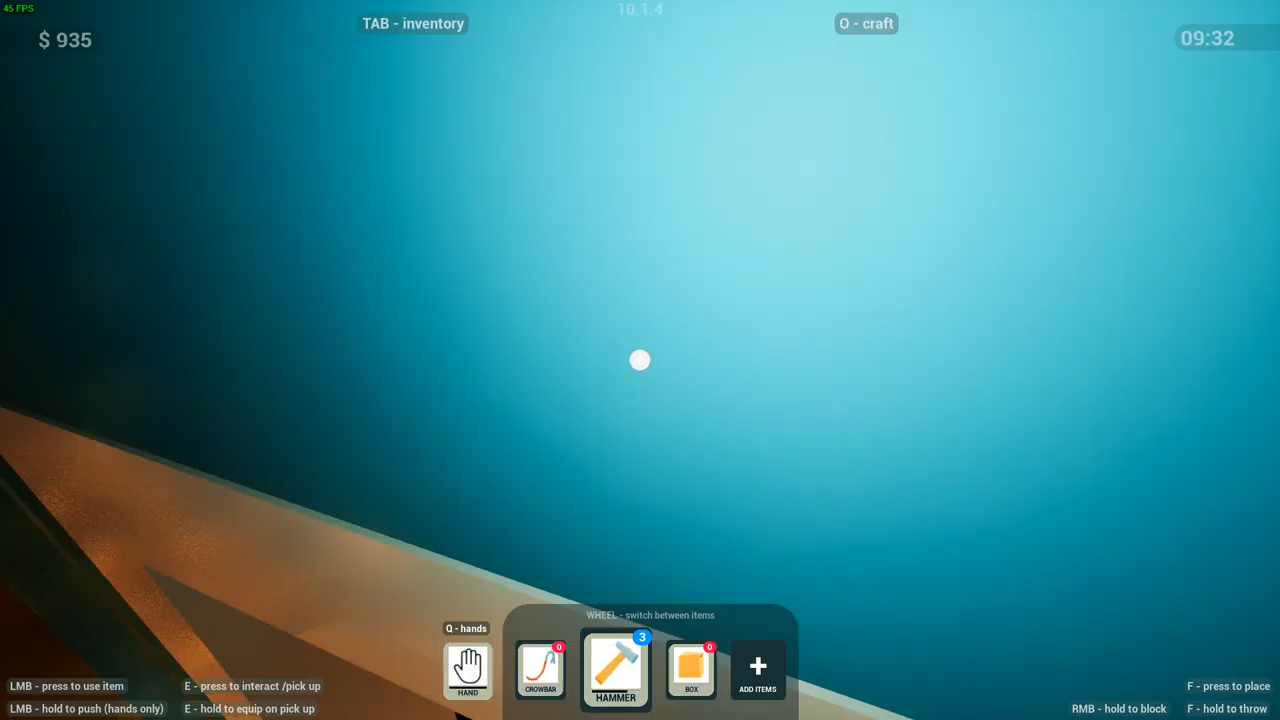 45 FPS
10.1.4
TAB - inventory
O - craft
$ 935
09:32
WHEEL - switch between items
Q - hands
0
3
0
HAND
CROWBAR
HAMMER
BOX
+
ADD ITEMS
LMB - press to use item
E - press to interact /pick up
F - press to place
LMB - hold to push (hands only)
E - hold to equip on pick up
RMB - hold to block
F - hold to throw